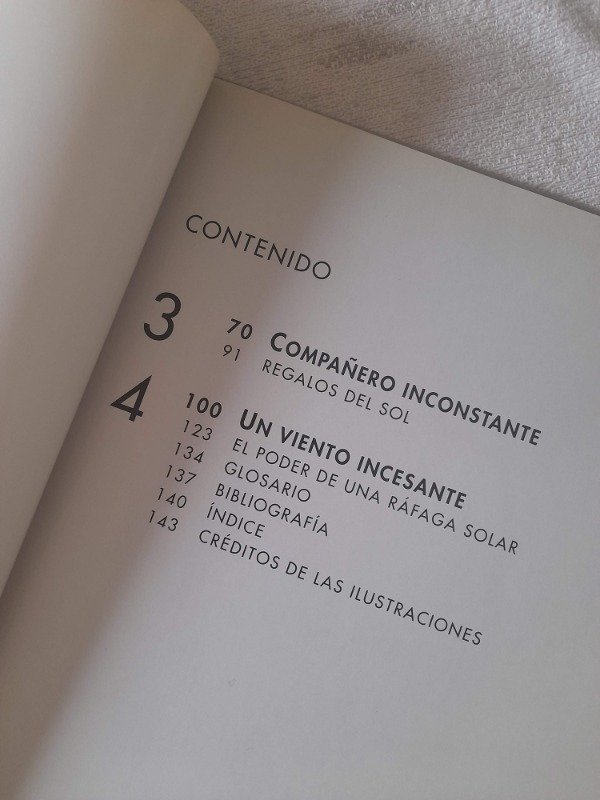 CONTENIDO
3 70 COMPAÑERO INCONSTANTE
91 REGALOS DEL SOL
4 100 UN VIENTO INCESANTE
123 EL PODER DE UNA RÁFAGA SOLAR
134 GLOSARIO
137 BIBLIOGRAFÍA
140 ÍNDICE
143 CRÉDITOS DE LAS ILUSTRACIONES